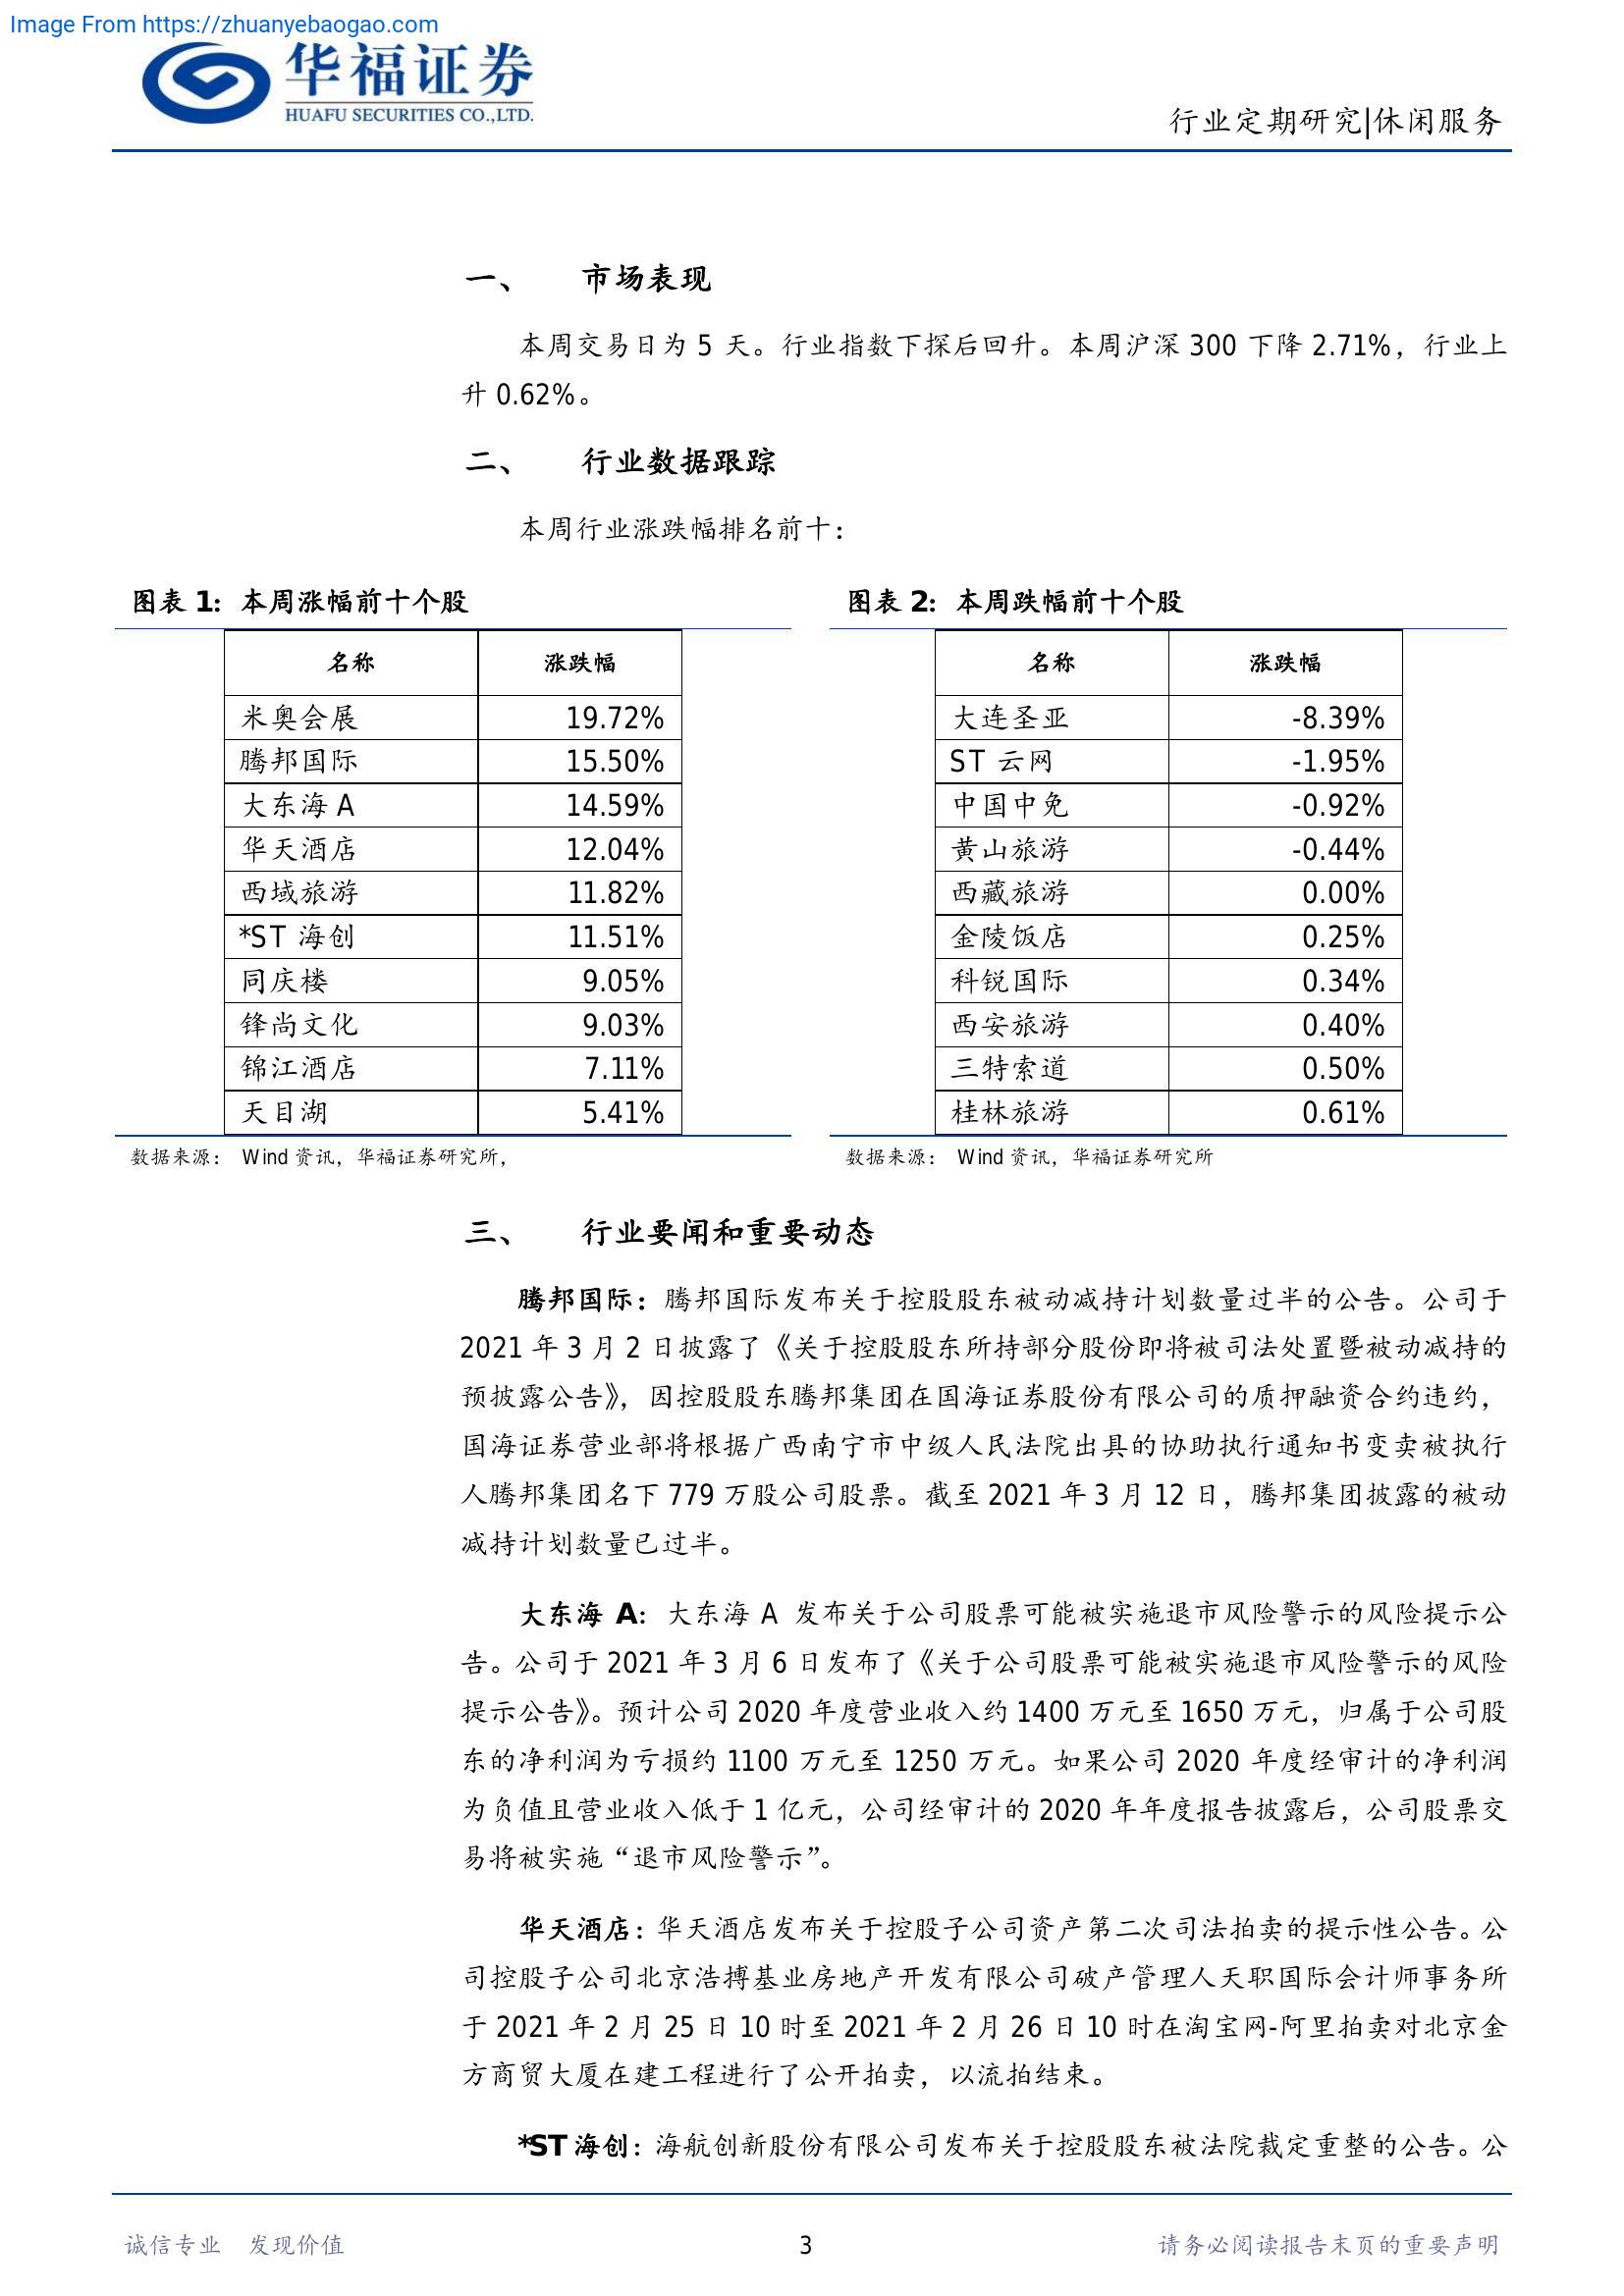 Image From https://zhuanyebaogao.com
华福证券
HUAFU SECURITIES CO.,LTD.
行业定期研究|休闲服务
一、 市场表现
本周交易日为 5 天。行业指数下探后回升。本周沪深 300 下降 2.71%，行业上
升 0.62%。
二、 行业数据跟踪
本周行业涨跌幅排名前十：
图表 1: 本周涨幅前十个股
名称 涨跌幅
米奥会展 19.72%
腾邦国际 15.50%
大东海 A 14.59%
华天酒店 12.04%
西域旅游 11.82%
*ST 海创 11.51%
同庆楼 9.05%
锋尚文化 9.03%
锦江酒店 7.11%
天目湖 5.41%
数据来源： Wind 资讯，华福证券研究所，
图表 2: 本周跌幅前十个股
名称 涨跌幅
大连圣亚 -8.39%
ST 云网 -1.95%
中国中免 -0.92%
黄山旅游 -0.44%
西藏旅游 0.00%
金陵饭店 0.25%
科锐国际 0.34%
西安旅游 0.40%
三特索道 0.50%
桂林旅游 0.61%
数据来源： Wind 资讯，华福证券研究所
三、 行业要闻和重要动态
腾邦国际：腾邦国际发布关于控股股东被动减持计划数量过半的公告。公司于
2021 年 3 月 2 日披露了《关于控股股东所持部分股份即将被司法处置暨被动减持的
预披露公告》，因控股股东腾邦集团在国海证券股份有限公司的质押融资合约违约，
国海证券营业部将根据广西南宁市中级人民法院出具的协助执行通知书变卖被执行
人腾邦集团名下 779 万股公司股票。截至 2021 年 3 月 12 日，腾邦集团披露的被动
减持计划数量已过半。
大东海 A：大东海 A 发布关于公司股票可能被实施退市风险警示的风险提示公
告。公司于 2021 年 3 月 6 日发布了《关于公司股票可能被实施退市风险警示的风险
提示公告》。预计公司 2020 年度营业收入约 1400 万元至 1650 万元，归属于公司股
东的净利润为亏损约 1100 万元至 1250 万元。如果公司 2020 年度经审计的净利润
为负值且营业收入低于 1 亿元，公司经审计的 2020 年年度报告披露后，公司股票交
易将被实施“退市风险警示”。
华天酒店：华天酒店发布关于控股子公司资产第二次司法拍卖的提示性公告。公
司控股子公司北京浩搏基业房地产开发有限公司破产管理人天职国际会计师事务所
于 2021 年 2 月 25 日 10 时至 2021 年 2 月 26 日 10 时在淘宝网-阿里拍卖对北京金
方商贸大厦在建工程进行了公开拍卖，以流拍结束。
*ST 海创：海航创新股份有限公司发布关于控股股东被法院裁定重整的公告。公
诚信专业 发现价值
3
请务必阅读报告末页的重要声明